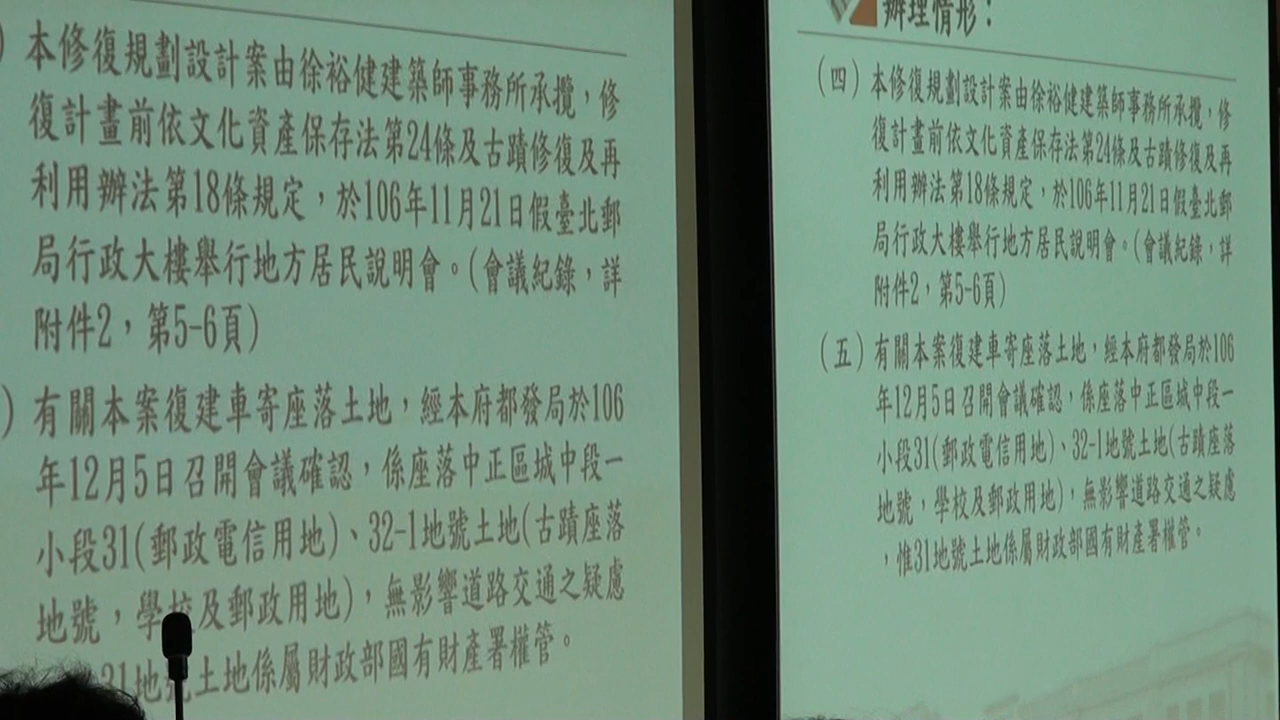 本修復規劃設計案由徐裕健建築師事務所承攬，修
復計畫前依文化資產保存法第24條及古蹟修復及再
利用辦法第18條規定，於106年11月21日假臺北郵
局行政大樓舉行地方居民說明會。(會議紀錄，詳
附件2，第5-6頁)
有關本案復建車寄座落土地，經本府都發局於106
年12月5日召開會議確認，係座落中正區城中段一
小段31(郵政電信用地)、32-1地號土地(古蹟座落
地號，學校及郵政用地)，無影響道路交通之疑慮
31地號土地係屬財政部國有財產署權管。
辦理情形：
(四) 本修復規劃設計案由徐裕健建築師事務所承攬，修
復計畫前依文化資產保存法第24條及古蹟修復及再
利用辦法第18條規定，於106年11月21日假臺北郵
局行政大樓舉行地方居民說明會。(會議紀錄，詳
附件2，第5-6頁)
(五) 有關本案復建車寄座落土地，經本府都發局於106
年12月5日召開會議確認，係座落中正區城中段一
小段31(郵政電信用地)、32-1地號土地(古蹟座落
地號，學校及郵政用地)，無影響道路交通之疑慮
，惟31地號土地係屬財政部國有財產署權管。